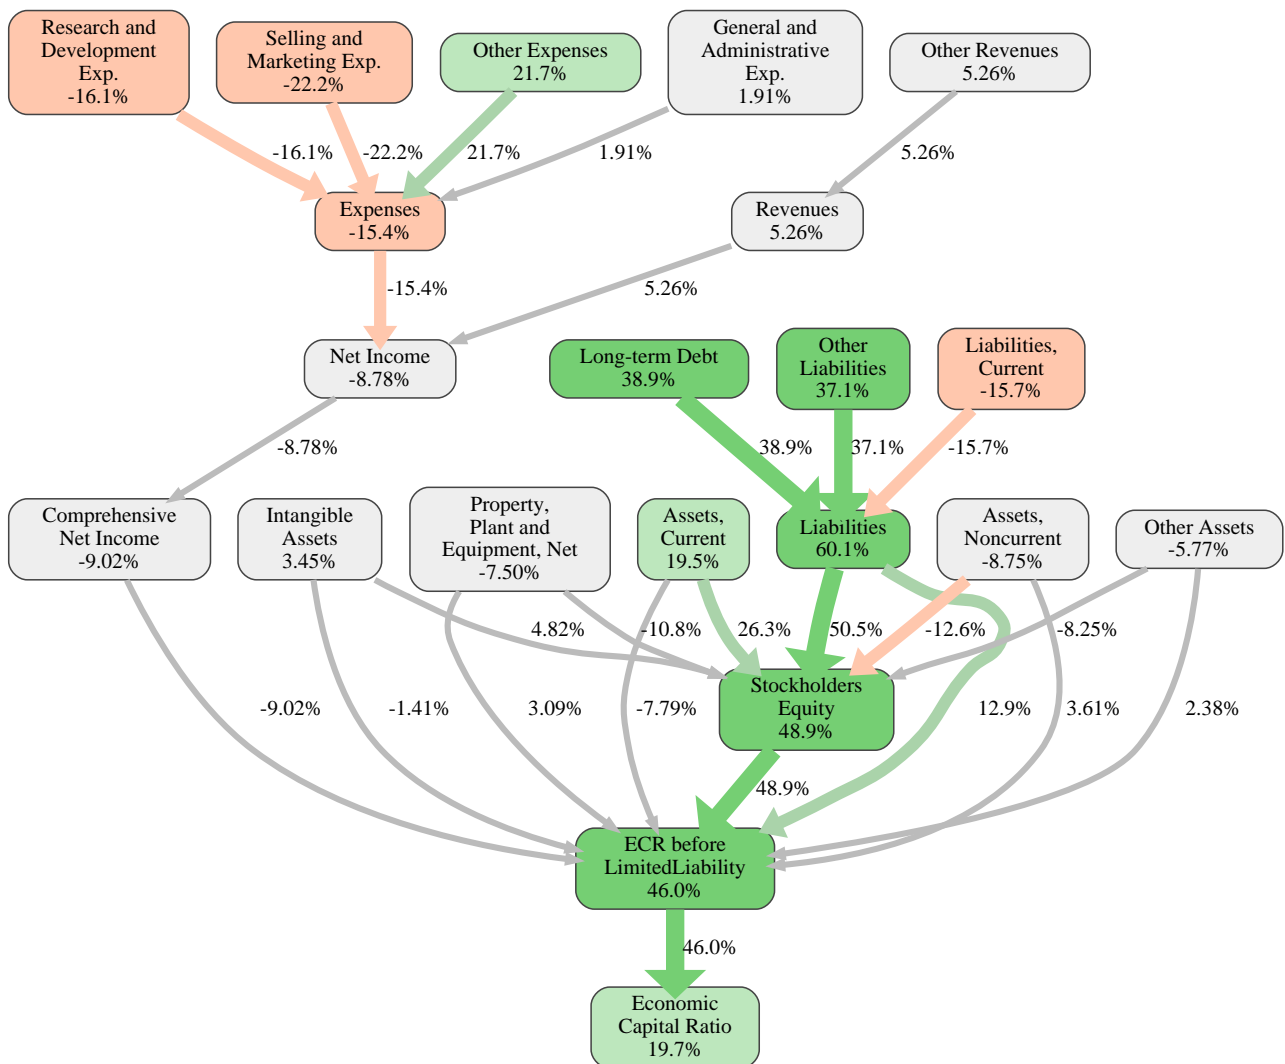 Research and
Development
Exp.
-16.1%
Selling and
Marketing Exp.
-22.2%
Other Expenses
21.7%
General and
Administrative
Exp.
1.91%
Other Revenues
5.26%
-16.1%
-22.2%
21.7%
1.91%
5.26%
Expenses
-15.4%
Revenues
5.26%
-15.4%
5.26%
Net Income
-8.78%
Long-term Debt
38.9%
Other
Liabilities
37.1%
Liabilities,
Current
-15.7%
-8.78%
38.9%
37.1%
-15.7%
Comprehensive
Net Income
-9.02%
Intangible
Assets
3.45%
Property,
Plant and
Equipment, Net
-7.50%
Assets,
Current
19.5%
Liabilities
60.1%
Assets,
Noncurrent
-8.75%
Other Assets
-5.77%
4.82%
-10.8%
26.3%
50.5%
-12.6%
-8.25%
Stockholders
Equity
48.9%
-9.02%
-1.41%
3.09%
-7.79%
12.9%
3.61%
2.38%
48.9%
ECR before
LimitedLiability
46.0%
46.0%
Economic
Capital Ratio
19.7%